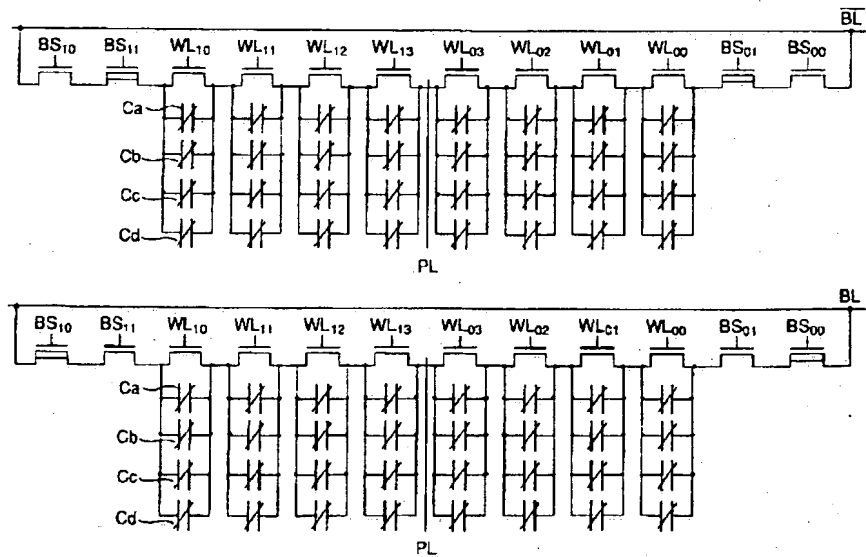 B̅L̅
BS₁₀ BS₁₁ WL₁₀ WL₁₁ WL₁₂ WL₁₃ WL₀₃ WL₀₂ WL₀₁ WL₀₀ BS₀₁ BS₀₀
Ca
Cb
Cc
Cd
PL
BL
BS₁₀ BS₁₁ WL₁₀ WL₁₁ WL₁₂ WL₁₃ WL₀₃ WL₀₂ WL₀₁ WL₀₀ BS₀₁ BS₀₀
Ca
Cb
Cc
Cd
PL